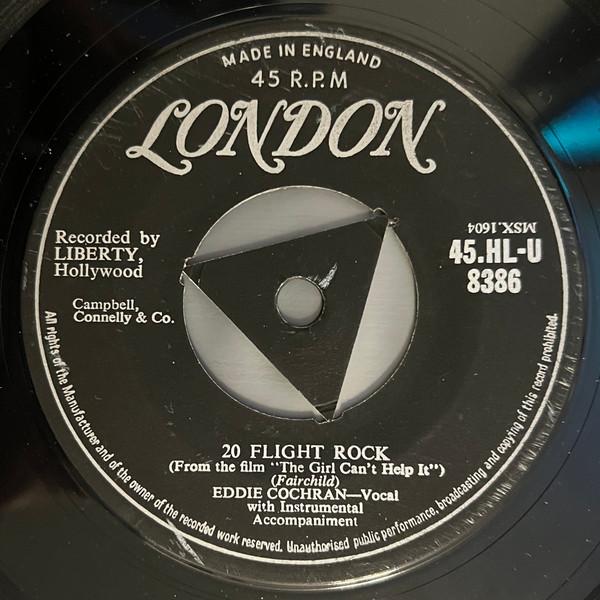 MADE IN ENGLAND
45 R.P.M
LONDON
Recorded by
LIBERTY,
Hollywood
Campbell,
Connelly & Co.
MSX.1604
45.HL-U
8386
20 FLIGHT ROCK
(From the film "The Girl Can't Help It")
(Fairchild)
EDDIE COCHRAN—Vocal
with Instrumental
Accompaniment
All rights of the Manufacturer and of the owner of the recorded work reserved. Unauthorised public performance, broadcasting and copying of this record prohibited.